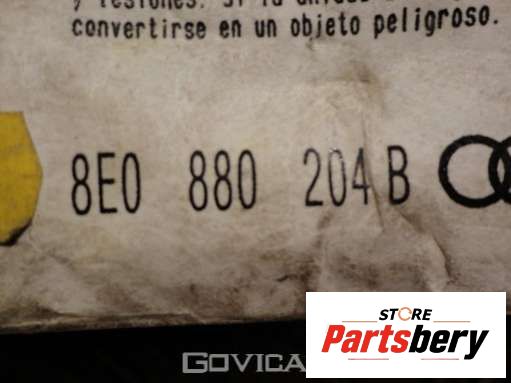 convertirse en un objeto peligroso.
8E0 880 204 B
STORE
Partsbery
GOVICA